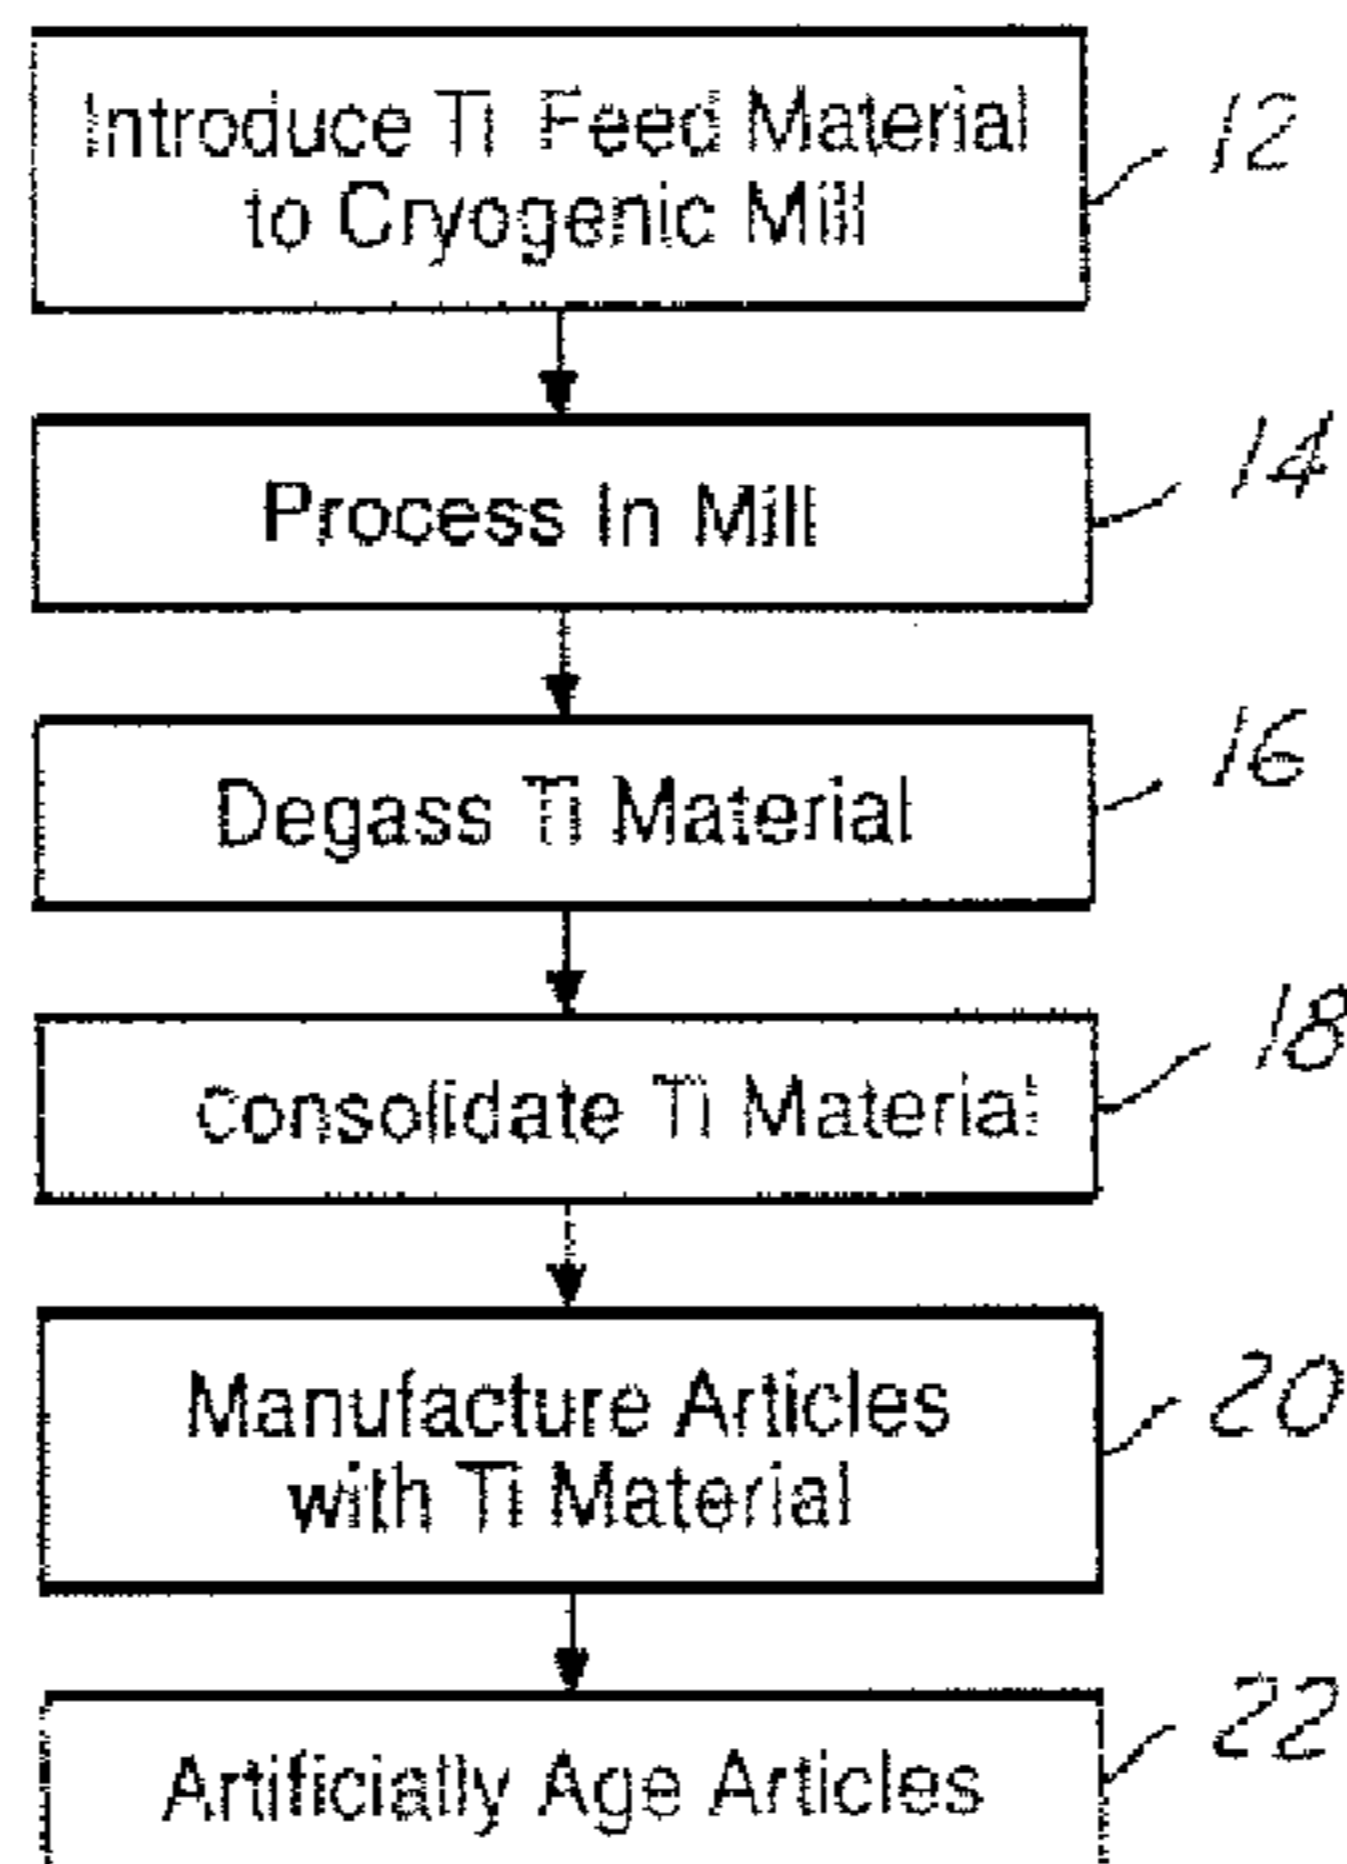 Introduce Ti Feed Material
to Cryogenic Mill
12
Process In Mill
14
Degass Ti Material
16
consolidate Ti Material
18
Manufacture Articles
with Ti Material
20
Artificially Age Articles
22